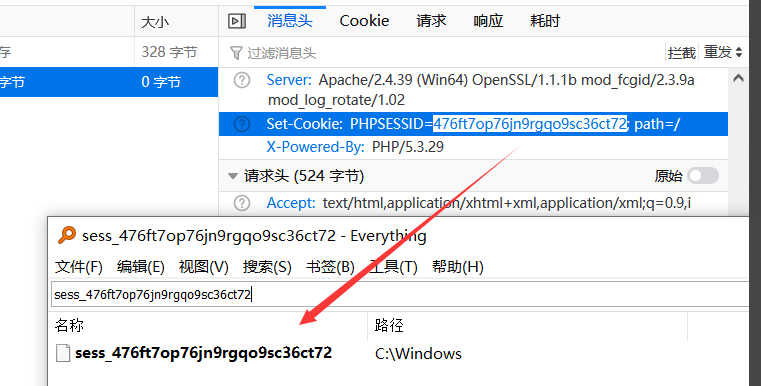 大小
消息头 Cookie 请求 响应 耗时
存 328 字节
过滤消息头 拦截 重发
字节 0 字节
Server: Apache/2.4.39 (Win64) OpenSSL/1.1.1b mod_fcgid/2.3.9a
mod_log_rotate/1.02
Set-Cookie: PHPSESSID=476ft7op76jn9rgqo9sc36ct72; path=/
X-Powered-By: PHP/5.3.29
请求头 (524 字节) 原始
Accept: text/html,application/xhtml+xml,application/xml;q=0.9,i
sess_476ft7op76jn9rgqo9sc36ct72 - Everything
文件(F) 编辑(E) 视图(V) 搜索(S) 书签(B) 工具(T) 帮助(H)
sess_476ft7op76jn9rgqo9sc36ct72
名称 路径
sess_476ft7op76jn9rgqo9sc36ct72 C:\Windows